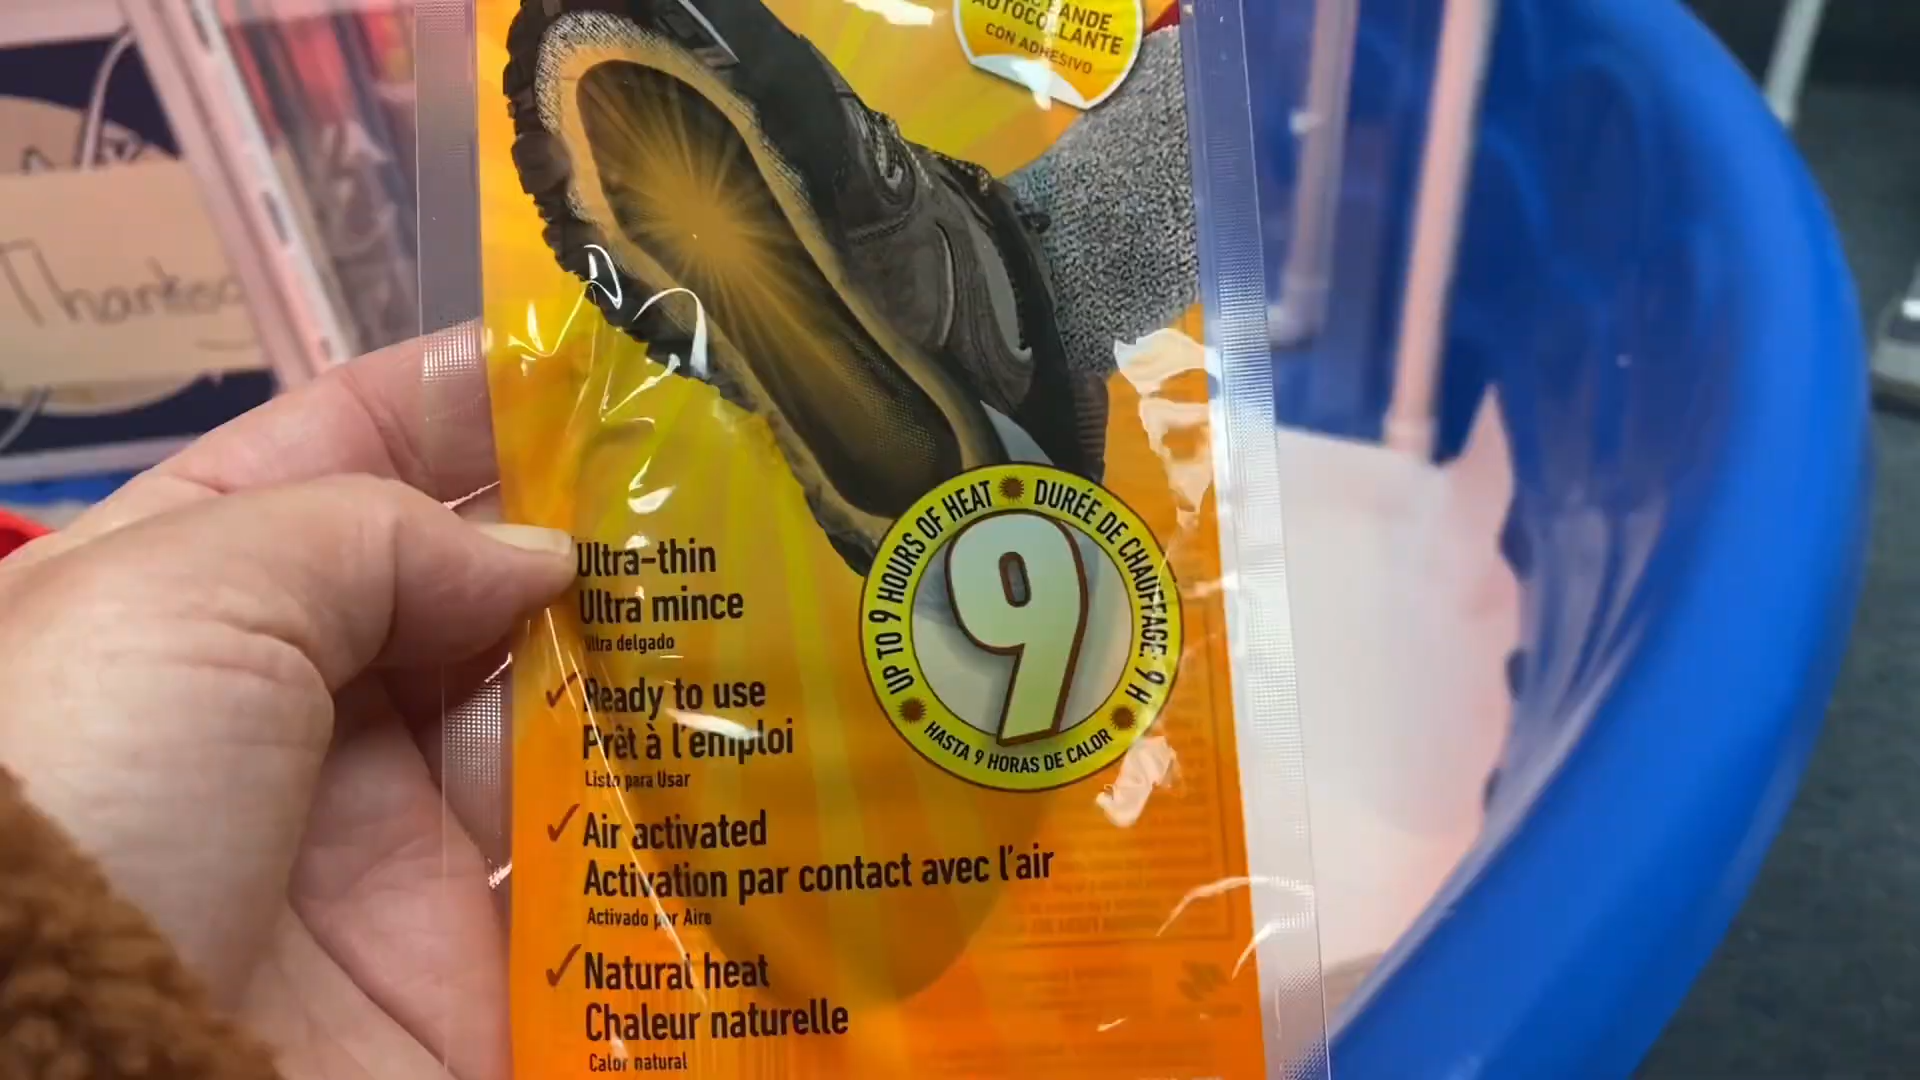 BANDE
AUTOCOLLANTE
CON ADHESIVO
Thanks
UP TO 9 HOURS OF HEAT
DURÉE DE CHAUFFAGE: 9 H
HASTA 9 HORAS DE CALOR
9
Ultra-thin
Ultra mince
Ultra delgado
✓ Ready to use
Prêt à l'emploi
Listo para Usar
✓ Air activated
Activation par contact avec l'air
Activado por Aire
✓ Natural heat
Chaleur naturelle
Calor natural